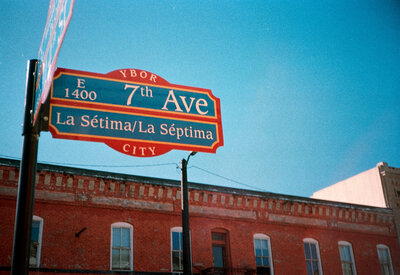 YBOR
E
1400
7th Ave
La Sétima/La Séptima
CITY